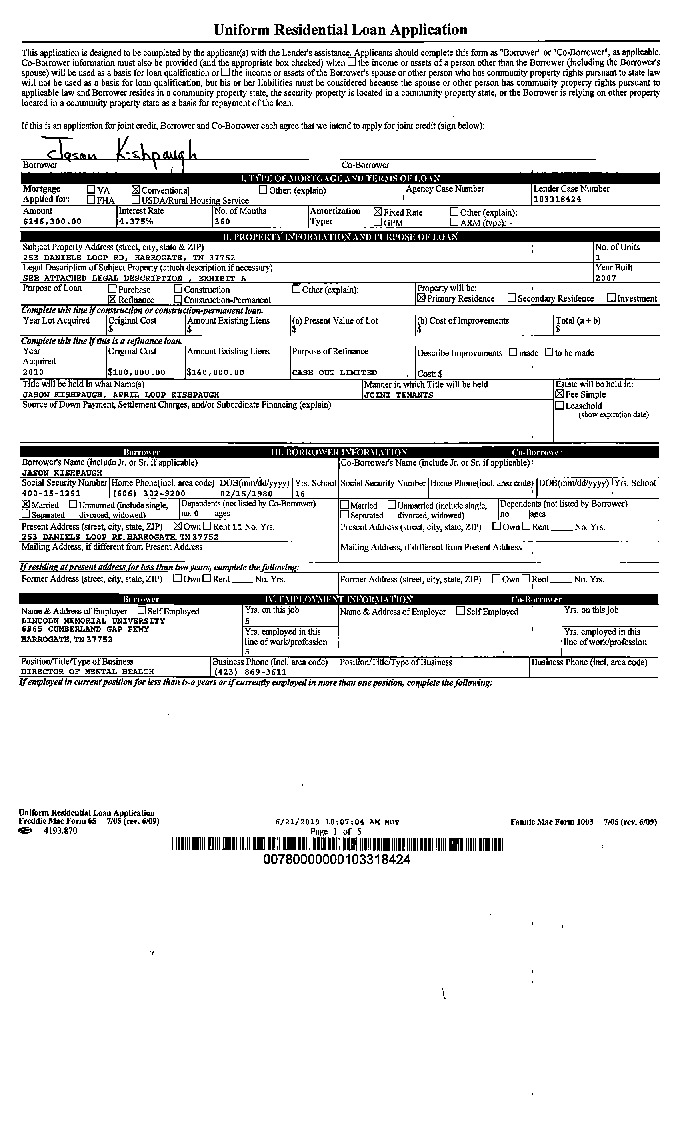 Uniform Residential Loan Application
This application is designed to be completed by the applicant(s) with the Lender's assistance. Applicants should complete this form as "Borrower" or "Co-Borrower", as applicable.
Co-Borrower information must also be provided (and the appropriate box checked) when ☐ the income or assets of a person other than the Borrower (including the Borrower's
spouse) will be used as a basis for loan qualification or ☐ the income or assets of the Borrower's spouse or other person who has community property rights pursuant to state law
will not be used as a basis for loan qualification, but his or her liabilities must be considered because the spouse or other person has community property rights pursuant to
applicable law and Borrower resides in a community property state, the security property is located in a community property state, or the Borrower is relying on other property
located in a community property state as a basis for repayment of the loan.
If this is an application for joint credit, Borrower and Co-Borrower each agree that we intend to apply for joint credit (sign below):
Jason Kishpaugh
Borrower Co-Borrower
I. TYPE OF MORTGAGE AND TERMS OF LOAN
Mortgage ☐ VA ☒ Conventional ☐ Other: (explain) Agency Case Number Lender Case Number
Applied for: ☐ FHA ☐ USDA/Rural Housing Service 103318424
Amount Interest Rate No. of Months Amortization ☒ Fixed Rate ☐ Other (explain):
$146,300.00 4.375% 360 Type: ☐ GPM ☐ ARM (type):
II. PROPERTY INFORMATION AND PURPOSE OF LOAN
Subject Property Address (street, city, state & ZIP) No. of Units
253 DANIELS LOOP RD, HARROGATE, TN 37752 1
Legal Description of Subject Property (attach description if necessary) Year Built
SEE ATTACHED LEGAL DESCRIPTION , EXHIBIT A 2007
Purpose of Loan ☐ Purchase ☐ Construction ☐ Other (explain): Property will be:
☒ Refinance ☐ Construction-Permanent ☒ Primary Residence ☐ Secondary Residence ☐ Investment
Complete this line if construction or construction-permanent loan.
Year Lot Acquired Original Cost Amount Existing Liens (a) Present Value of Lot (b) Cost of Improvements Total (a + b)
$ $ $ $ $
Complete this line if this is a refinance loan.
Year Original Cost Amount Existing Liens Purpose of Refinance Describe Improvements ☐ made ☐ to be made
Acquired
2010 $180,000.00 $140,000.00 CASH OUT LIMITED Cost: $
Title will be held in what Name(s) Manner in which Title will be held Estate will be held in:
JASON KISHPAUGH, APRIL LOUP KISHPAUGH JOINT TENANTS ☒ Fee Simple
Source of Down Payment, Settlement Charges, and/or Subordinate Financing (explain) ☐ Leasehold
(show expiration date)
Borrower III. BORROWER INFORMATION Co-Borrower
Borrower's Name (include Jr. or Sr. if applicable) Co-Borrower's Name (include Jr. or Sr. if applicable)
JASON KISHPAUGH
Social Security Number Home Phone(incl. area code) DOB(mm/dd/yyyy) Yrs. School Social Security Number Home Phone(incl. area code) DOB(mm/dd/yyyy) Yrs. School
400-15-1251 (606) 302-9200 02/15/1980 16
☒ Married ☐ Unmarried (include single, Dependents (not listed by Co-Borrower) ☐ Married ☐ Unmarried (include single, Dependents (not listed by Borrower)
☐ Separated divorced, widowed) no. 0 ages ☐ Separated divorced, widowed) no ages
Present Address (street, city, state, ZIP) ☒ Own ☐ Rent 11 No. Yrs. Present Address (street, city, state, ZIP) ☐ Own ☐ Rent ____ No. Yrs.
253 DANIELS LOOP RD, HARROGATE, TN 37752
Mailing Address, if different from Present Address Mailing Address, if different from Present Address
If residing at present address for less than two years, complete the following:
Former Address (street, city, state, ZIP) ☐ Own ☐ Rent ____ No. Yrs. Former Address (street, city, state, ZIP) ☐ Own ☐ Rent ____ No. Yrs.
Borrower IV. EMPLOYMENT INFORMATION Co-Borrower
Name & Address of Employer ☐ Self Employed Yrs. on this job Name & Address of Employer ☐ Self Employed Yrs. on this job
LINCOLN MEMORIAL UNIVERSITY 5
6965 CUMBERLAND GAP PKWY Yrs. employed in this Yrs. employed in this
HARROGATE, TN 37752 line of work/profession line of work/profession
5
Position/Title/Type of Business Business Phone (incl. area code) Position/Title/Type of Business Business Phone (incl. area code)
DIRECTOR OF MENTAL HEALTH (423) 869-3611
If employed in current position for less than two years or if currently employed in more than one position, complete the following:
Uniform Residential Loan Application
Freddie Mac Form 65 7/05 (rev. 6/09) 6/21/2019 10:07:04 AM MDT Fannie Mae Form 1003 7/05 (rev. 6/09)
4193.870 Page 1 of 5
00780000000103318424